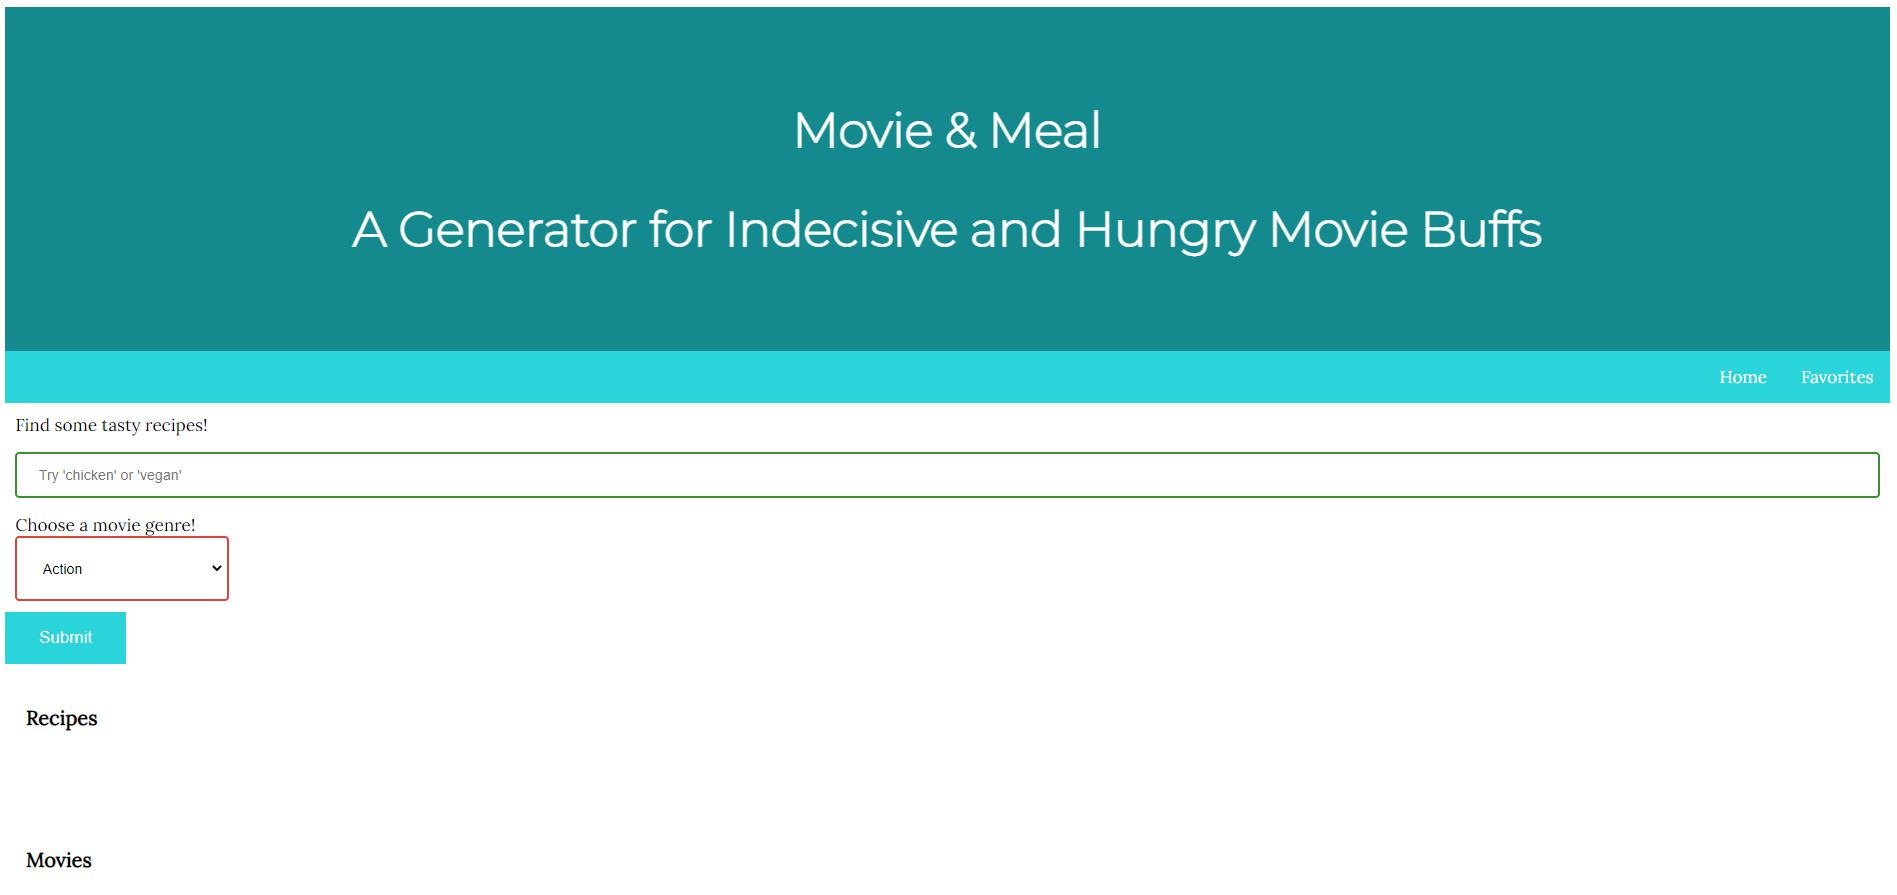 Movie & Meal
A Generator for Indecisive and Hungry Movie Buffs
Home Favorites
Find some tasty recipes!
Try 'chicken' or 'vegan'
Choose a movie genre!
Action
Submit
Recipes
Movies